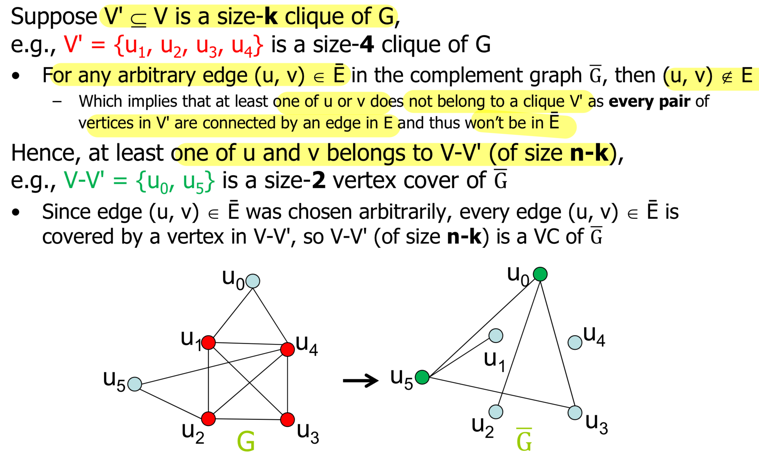 Suppose V' ⊆ V is a size-k clique of G,
e.g., V' = {u₁, u₂, u₃, u₄} is a size-4 clique of G
• For any arbitrary edge (u, v) ∈ Ē in the complement graph G̅, then (u, v) ∉ E
– Which implies that at least one of u or v does not belong to a clique V' as every pair of
vertices in V' are connected by an edge in E and thus won't be in Ē
Hence, at least one of u and v belongs to V-V' (of size n-k),
e.g., V-V' = {u₀, u₅} is a size-2 vertex cover of G̅
• Since edge (u, v) ∈ Ē was chosen arbitrarily, every edge (u, v) ∈ Ē is
covered by a vertex in V-V', so V-V' (of size n-k) is a VC of G̅
u₀
u₁
u₄
u₅
u₂
u₃
G
u₀
u₄
u₁
u₅
u₂
u₃
G̅